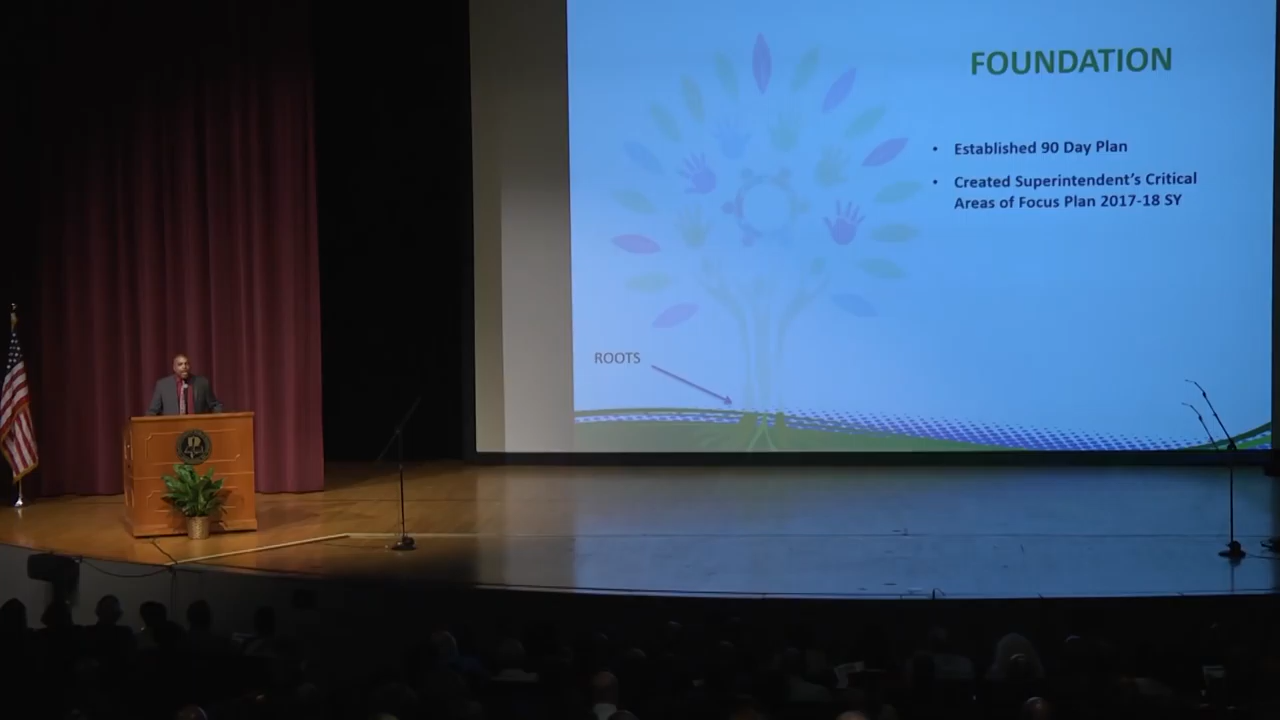 FOUNDATION
• Established 90 Day Plan
• Created Superintendent's Critical
Areas of Focus Plan 2017-18 SY
ROOTS